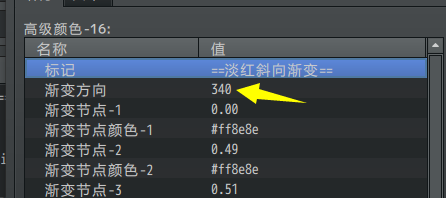 高级颜色-16:
名称 值
标记 ==淡红斜向渐变==
渐变方向 340
渐变节点-1 0.00
渐变节点颜色-1 #ff8e8e
渐变节点-2 0.49
渐变节点颜色-2 #ff8e8e
渐变节点-3 0.51